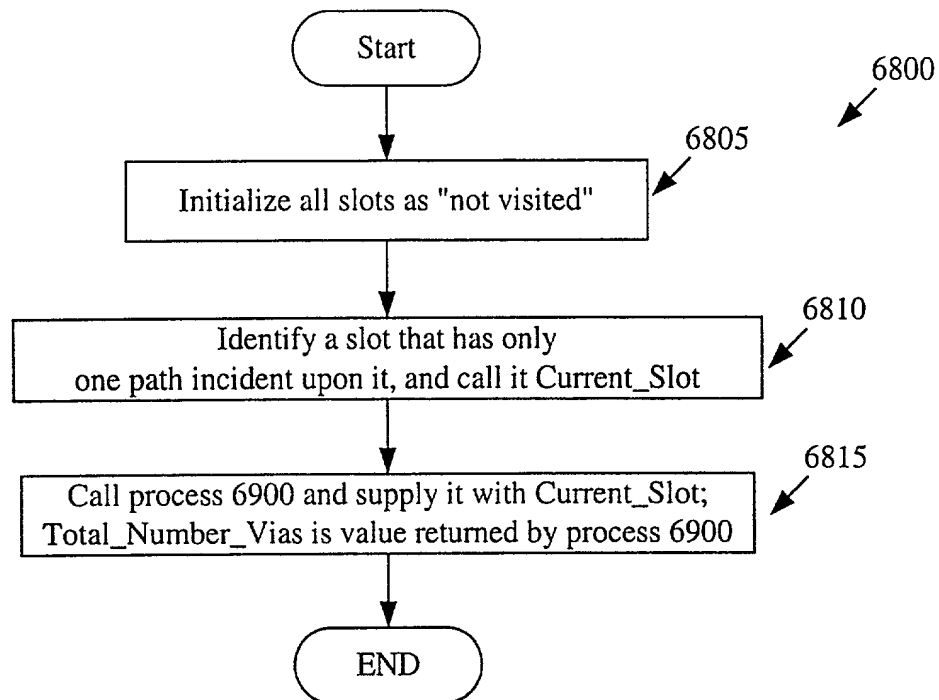 Start
6800
6805
Initialize all slots as "not visited"
6810
Identify a slot that has only
one path incident upon it, and call it Current_Slot
6815
Call process 6900 and supply it with Current_Slot;
Total_Number_Vias is value returned by process 6900
END